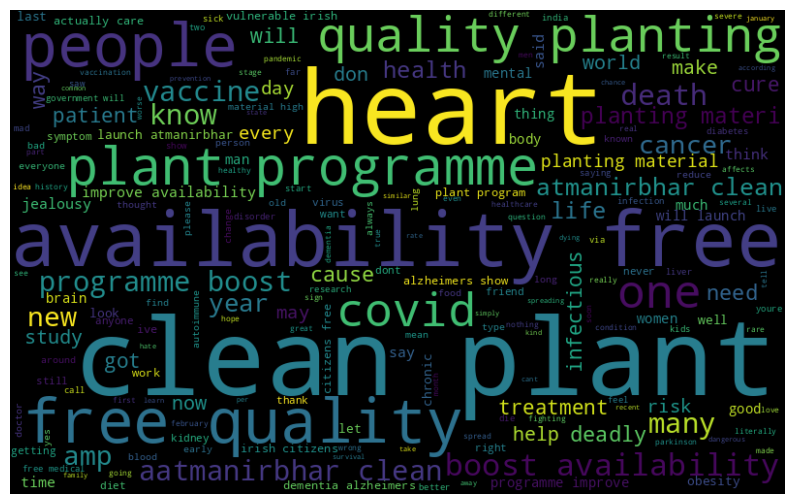 last actually care vulnerable irish sick different india severe january
people quality planting
will two pandemic said
don health mental world make
way vaccine day stage far result according
saw vaccination material high thing death cure
government will common prevention
patient know heart planting materi
mad symptom launch atmanirbhar every body real known diabetes
bad person state chance
part show man cancer
everyone plant programme planting material think
idea history improve availability healthy start plant program saying reduce
jealousy thought old virus similar even atmanirbhar clean
please want always lung healthcare infection affects several
change disorder question life much live
true rate dying via will launch
see availability free
programme boost cause dont alzheimers show never liver tell
research food long really one need
brain year sign friend spreading youre
new look find hope covid simply
anyone autoimmune may great nothing type women well kids rare
study live hate mean kind condition
around got citizens free say infectious
still work clean plant
call now thank chronic cant feel treatment risk good love
doctor first learn per let die recent literally
yes free quality fighting many
getting kidney february irish citizens right spread parkinson dangerous
amp early wrong help deadly made
time free medical blood survival take
aatmanirbhar clean boost availability
family going diet dementia alzheimers better away programme improve obesity